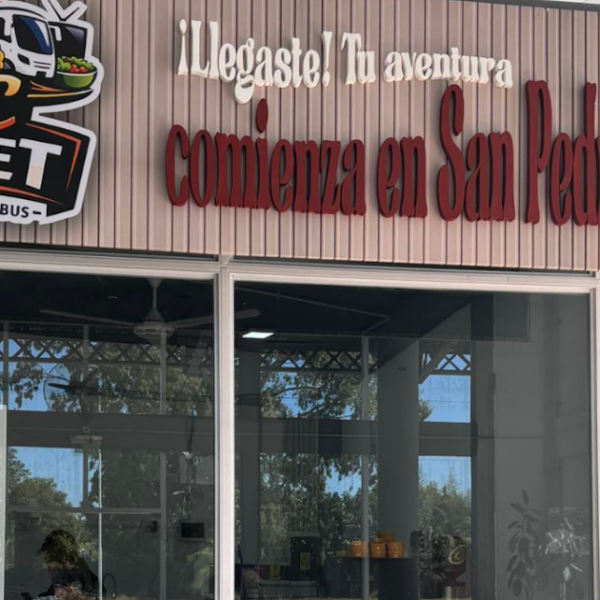 ¡Llegaste! Tu aventura
comienza en San Ped
ET
BUS